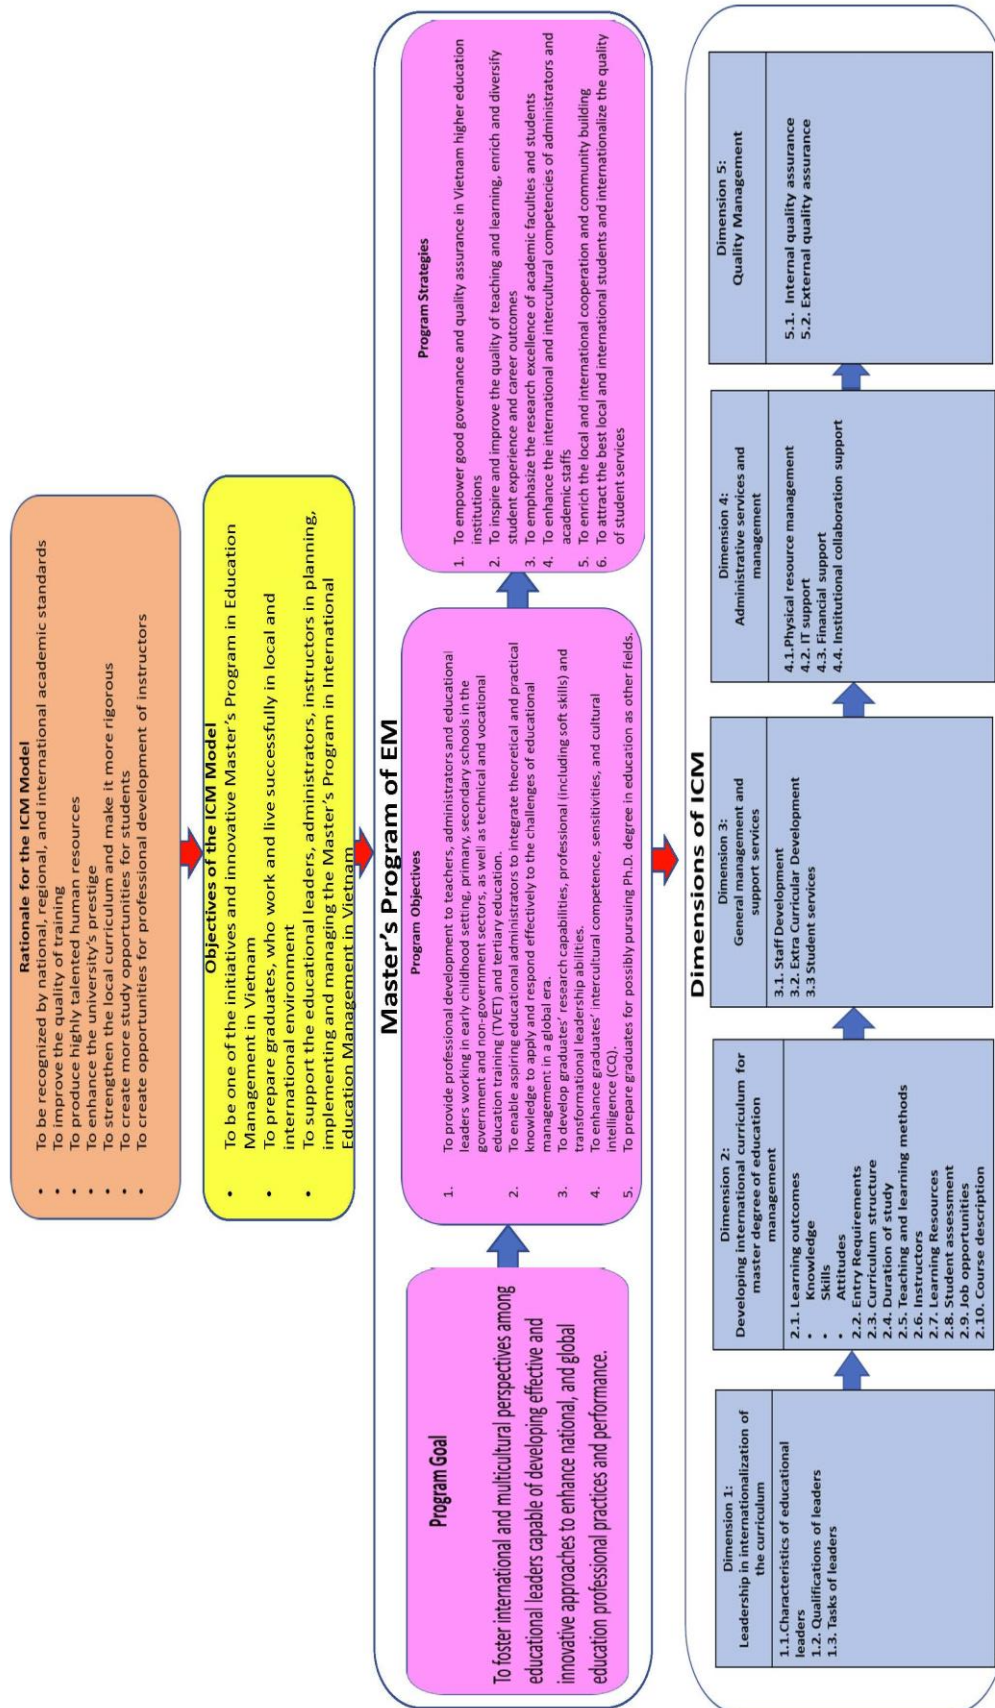 Rationale for the ICM Model
• To be recognized by national, regional, and international academic standards
• To improve the quality of training
• To produce highly talented human resources
• To enhance the university's prestige
• To strengthen the local curriculum and make it more rigorous
• To create more study opportunities for students
• To create opportunities for professional development of instructors
Objectives of the ICM Model
• To be one of the initiatives and innovative Master's Program in Education
Management in Vietnam
• To prepare graduates, who work and live successfully in local and
international environment
• To support the educational leaders, administrators, instructors in planning,
implementing and managing the Master's Program in International
Education Management in Vietnam
Master's Program of EM
Program Goal
To foster international and multicultural perspectives among
educational leaders capable of developing effective and
innovative approaches to enhance national, and global
education professional practices and performance.
Program Objectives
1. To provide professional development to teachers, administrators and educational
leaders working in early childhood setting, primary, secondary schools in the
government and non-government sectors, as well as technical and vocational
education training (TVET) and tertiary education.
2. To enable aspiring educational administrators to integrate theoretical and practical
knowledge to apply and respond effectively to the challenges of educational
management in a global era.
3. To develop graduates' research capabilities, professional (including soft skills) and
transformational leadership abilities.
4. To enhance graduates' intercultural competence, sensitivities, and cultural
intelligence (CQ).
5. To prepare graduates for possibly pursuing Ph.D. degree in education as other fields.
Program Strategies
1. To empower good governance and quality assurance in Vietnam higher education
institutions
2. To inspire and improve the quality of teaching and learning, enrich and diversify
student experience and career outcomes
3. To emphasize the research excellence of academic faculties and students
4. To enhance the international and intercultural competencies of administrators and
academic staffs
5. To enrich the local and international cooperation and community building
6. To attract the best local and international students and internationalize the quality
of student services
Dimensions of ICM
Dimension 1:
Leadership in internationalization of
the curriculum
1.1.Characteristics of educational
leaders
1.2. Qualifications of leaders
1.3. Tasks of leaders
Dimension 2:
Developing international curriculum for
master degree of education
management
2.1. Learning outcomes
• Knowledge
• Skills
• Attitudes
2.2. Entry Requirements
2.3. Curriculum structure
2.4. Duration of study
2.5. Teaching and learning methods
2.6. Instructors
2.7. Learning Resources
2.8. Student assessment
2.9. Job opportunities
2.10. Course description
Dimension 3:
General management and
support services
3.1. Staff Development
3.2. Extra Curricular Development
3.3 Student services
Dimension 4:
Administrative services and
management
4.1.Physical resource management
4.2. IT support
4.3. Financial support
4.4. Institutional collaboration support
Dimension 5:
Quality Management
5.1. Internal quality assurance
5.2. External quality assurance